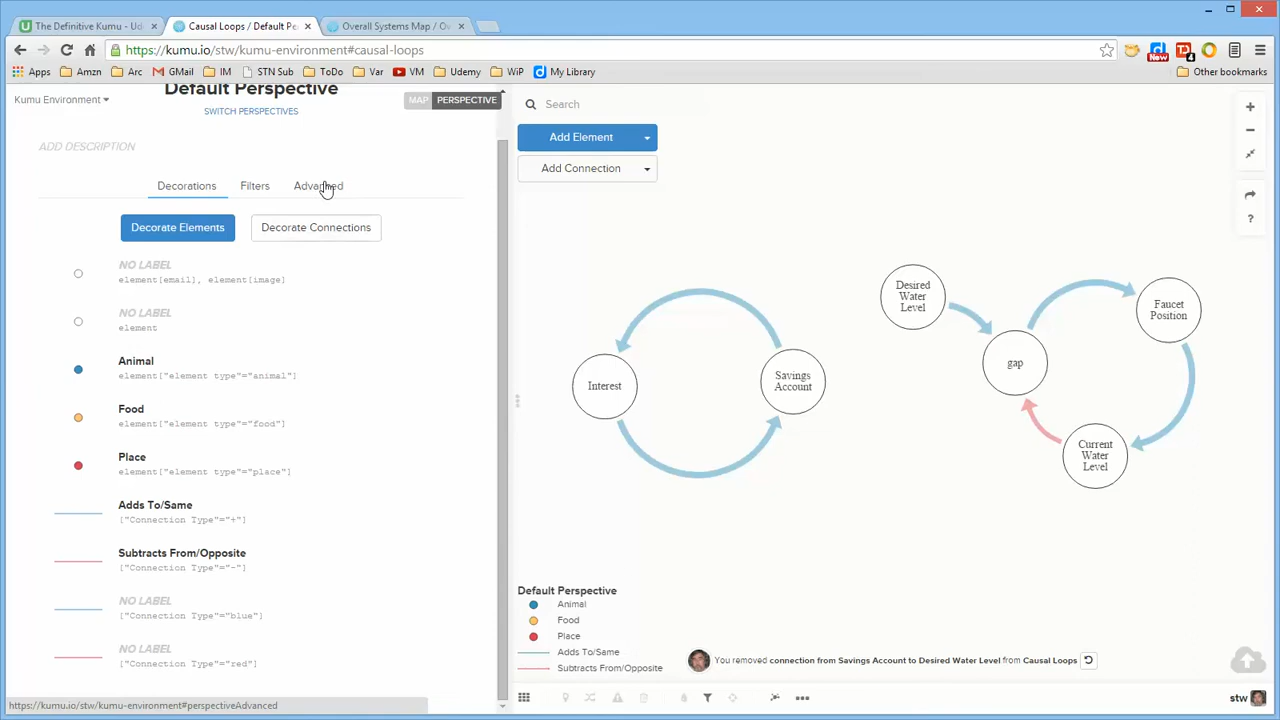 The Definitive Kumu - Ud
Causal Loops / Default Pe
Overall Systems Map / Ov
https://kumu.io/stw/kumu-environment#causal-loops
New
4
Apps
Amzn
Arc
GMail
IM
STN Sub
ToDo
Var
VM
Udemy
WiP
My Library
Other bookmarks
Kumu Environment
Default Perspective
MAP
PERSPECTIVE
SWITCH PERSPECTIVES
ADD DESCRIPTION
Decorations
Filters
Advanced
Decorate Elements
Decorate Connections
NO LABEL
element[email], element[image]
NO LABEL
element
Animal
element["element type"="animal"]
Food
element["element type"="food"]
Place
element["element type"="place"]
Adds To/Same
["Connection Type"="+"]
Subtracts From/Opposite
["Connection Type"="-"]
NO LABEL
["Connection Type"="blue"]
NO LABEL
["Connection Type"="red"]
https://kumu.io/stw/kumu-environment#perspectiveAdvanced
Search
Add Element
Add Connection
?
Interest
Savings
Account
Desired
Water
Level
gap
Faucet
Position
Current
Water
Level
Default Perspective
Animal
Food
Place
Adds To/Same
Subtracts From/Opposite
You removed connection from Savings Account to Desired Water Level from Causal Loops
stw